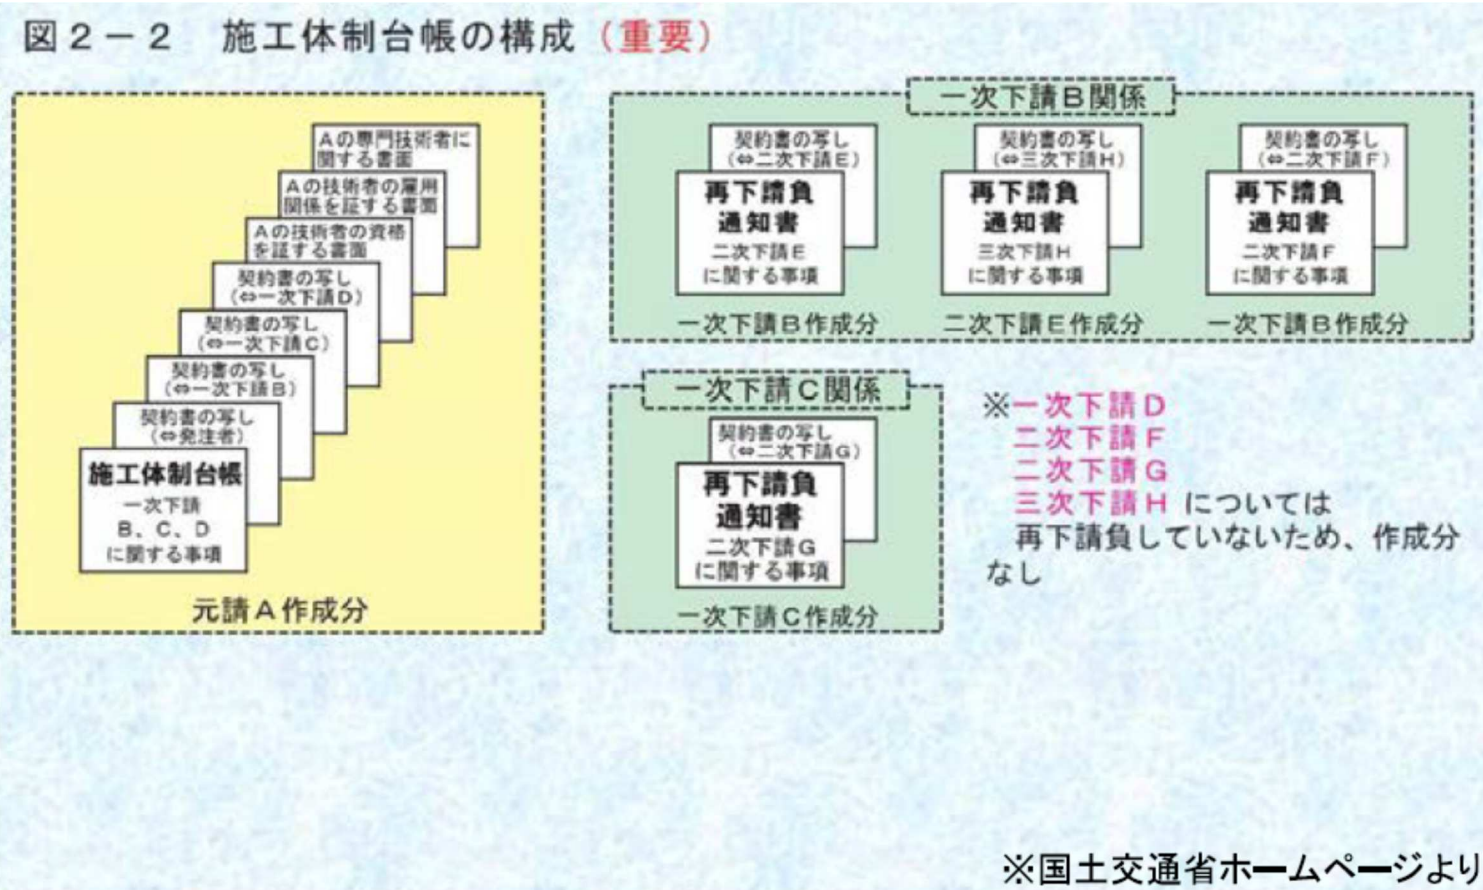 図2-2 施工体制台帳の構成(重要)
Aの専門技術者に
関する書面
Aの技術者の雇用
関係を証する書面
Aの技術者の資格
を証する書面
契約書の写し
(⇔一次下請D)
契約書の写し
(⇔一次下請C)
契約書の写し
(⇔一次下請B)
契約書の写し
(⇔発注者)
施工体制台帳
一次下請
B、C、D
に関する事項
元請A作成分
一次下請B関係
契約書の写し
(⇔二次下請E)
再下請負
通知書
二次下請E
に関する事項
一次下請B作成分
契約書の写し
(⇔三次下請H)
再下請負
通知書
三次下請H
に関する事項
二次下請E作成分
契約書の写し
(⇔二次下請F)
再下請負
通知書
二次下請F
に関する事項
一次下請B作成分
一次下請C関係
契約書の写し
(⇔二次下請G)
再下請負
通知書
二次下請G
に関する事項
一次下請C作成分
※一次下請D
二次下請F
二次下請G
三次下請H については
再下請負していないため、作成分
なし
※国土交通省ホームページより